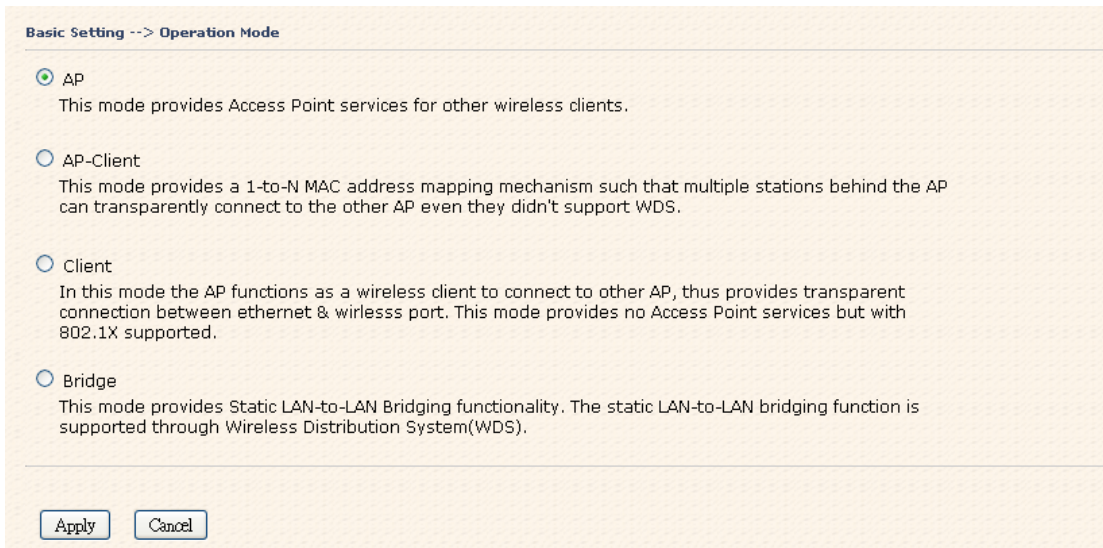 Basic Setting --> Operation Mode
AP
This mode provides Access Point services for other wireless clients.
AP-Client
This mode provides a 1-to-N MAC address mapping mechanism such that multiple stations behind the AP
can transparently connect to the other AP even they didn't support WDS.
Client
In this mode the AP functions as a wireless client to connect to other AP, thus provides transparent
connection between ethernet & wirlesss port. This mode provides no Access Point services but with
802.1X supported.
Bridge
This mode provides Static LAN-to-LAN Bridging functionality. The static LAN-to-LAN bridging function is
supported through Wireless Distribution System(WDS).
Apply Cancel